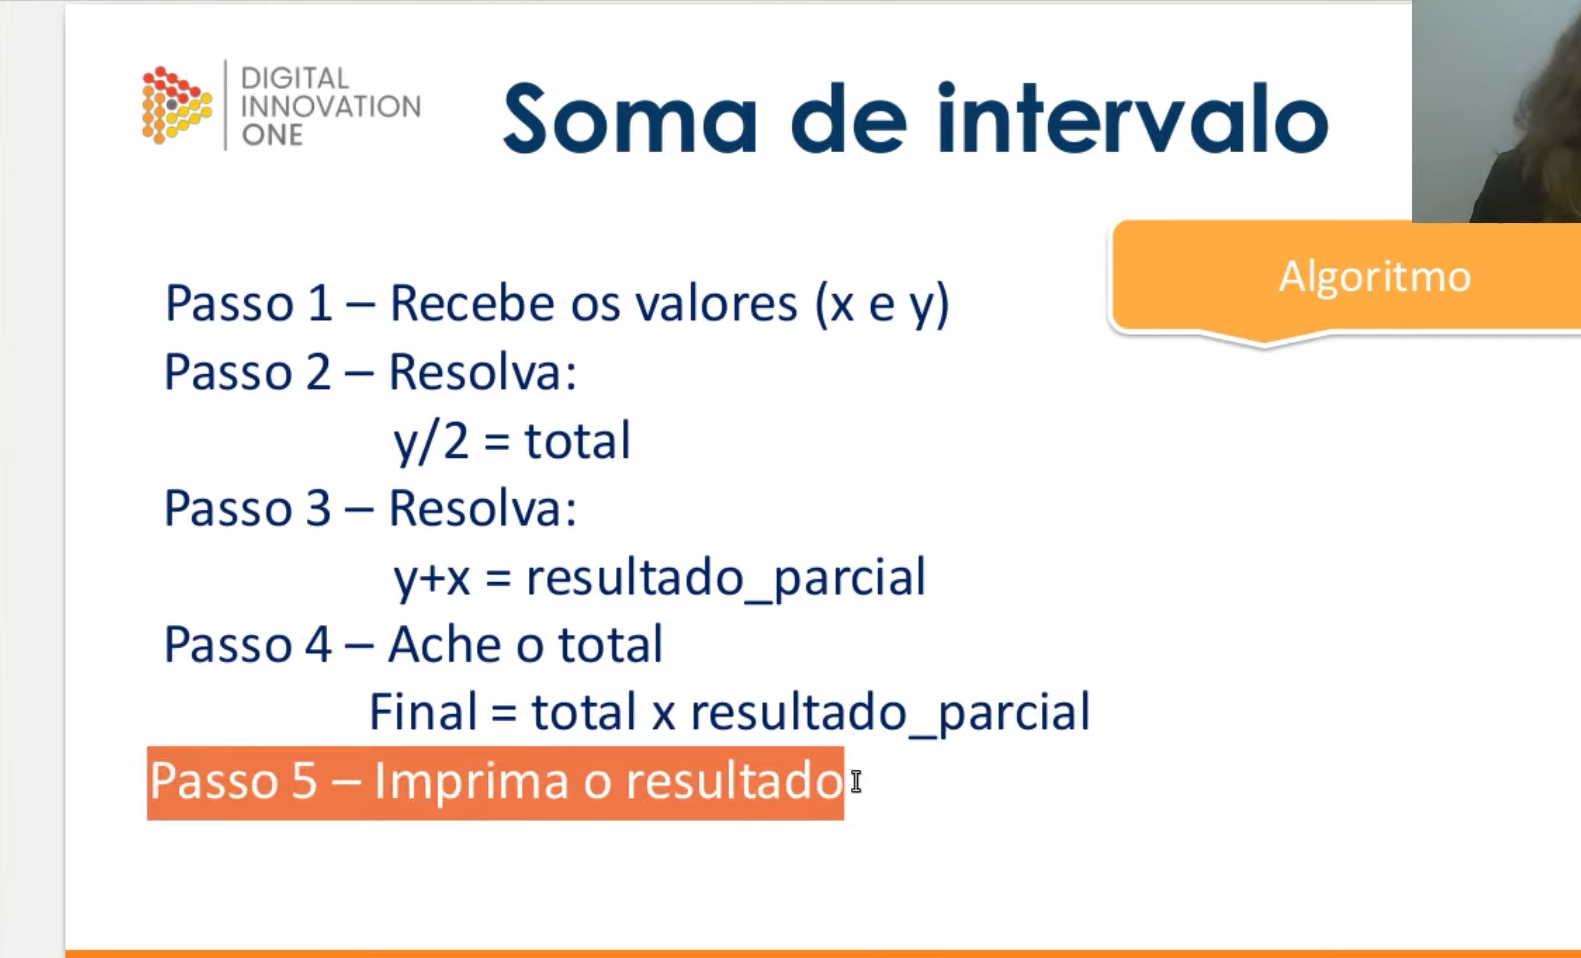 DIGITAL
INNOVATION
ONE
Soma de intervalo
Algoritmo
Passo 1 – Recebe os valores (x e y)
Passo 2 – Resolva:
y/2 = total
Passo 3 – Resolva:
y+x = resultado_parcial
Passo 4 – Ache o total
Final = total x resultado_parcial
Passo 5 – Imprima o resultado